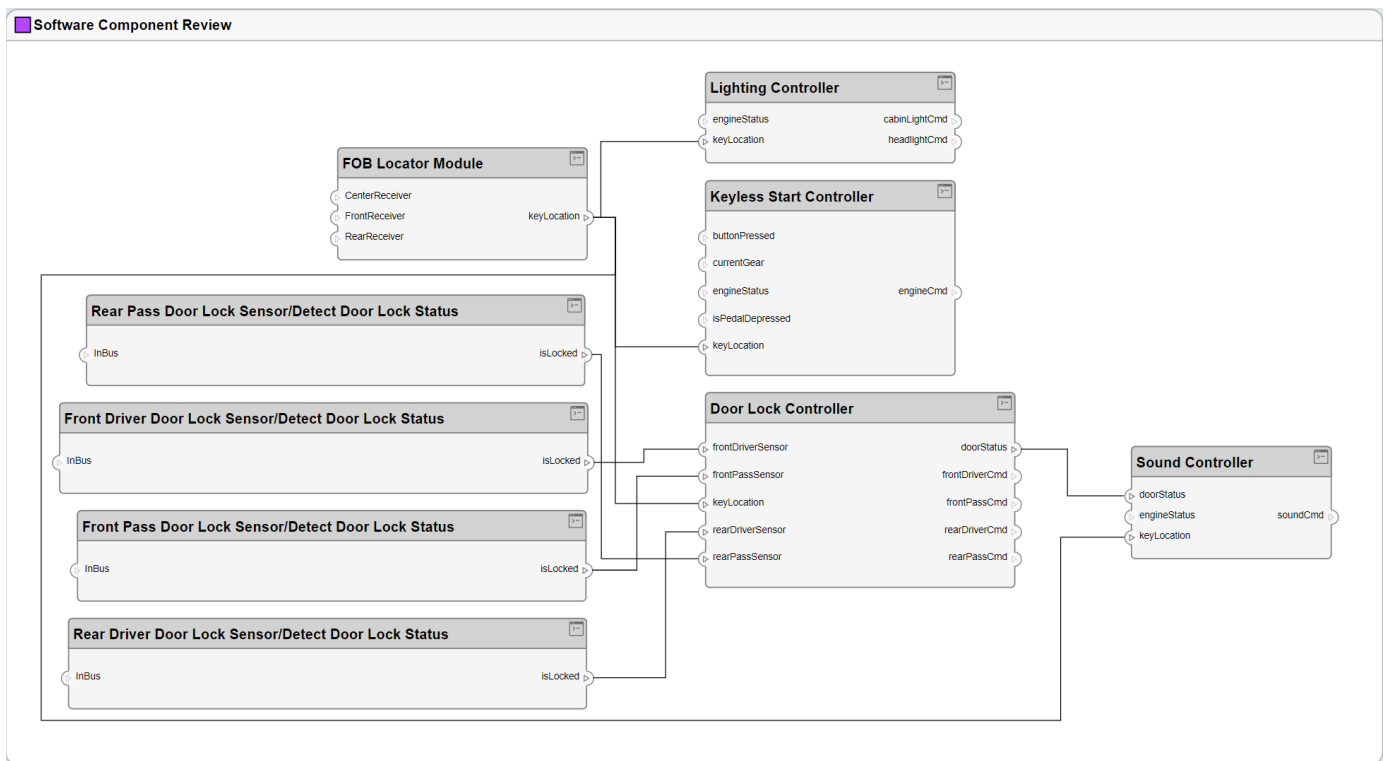 Software Component Review
Lighting Controller
engineStatus
cabinLightCmd
keyLocation
headlightCmd
FOB Locator Module
CenterReceiver
FrontReceiver
keyLocation
RearReceiver
Keyless Start Controller
buttonPressed
currentGear
engineStatus
engineCmd
isPedalDepressed
keyLocation
Rear Pass Door Lock Sensor/Detect Door Lock Status
InBus
isLocked
Front Driver Door Lock Sensor/Detect Door Lock Status
InBus
isLocked
Front Pass Door Lock Sensor/Detect Door Lock Status
InBus
isLocked
Rear Driver Door Lock Sensor/Detect Door Lock Status
InBus
isLocked
Door Lock Controller
frontDriverSensor
doorStatus
frontPassSensor
frontDriverCmd
keyLocation
frontPassCmd
rearDriverSensor
rearDriverCmd
rearPassSensor
rearPassCmd
Sound Controller
doorStatus
engineStatus
soundCmd
keyLocation